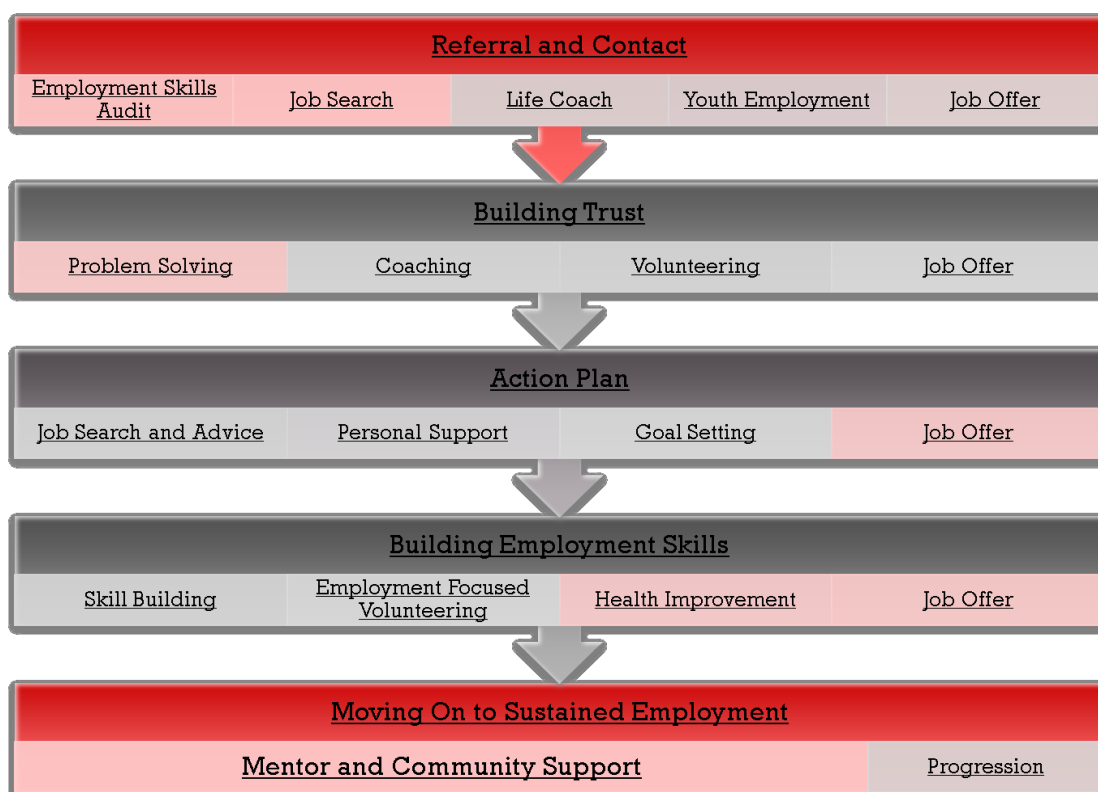 Referral and Contact
Employment Skills
Audit
Job Search
Life Coach
Youth Employment
Job Offer
Building Trust
Problem Solving
Coaching
Volunteering
Job Offer
Action Plan
Job Search and Advice
Personal Support
Goal Setting
Job Offer
Building Employment Skills
Skill Building
Employment Focused
Volunteering
Health Improvement
Job Offer
Moving On to Sustained Employment
Mentor and Community Support
Progression